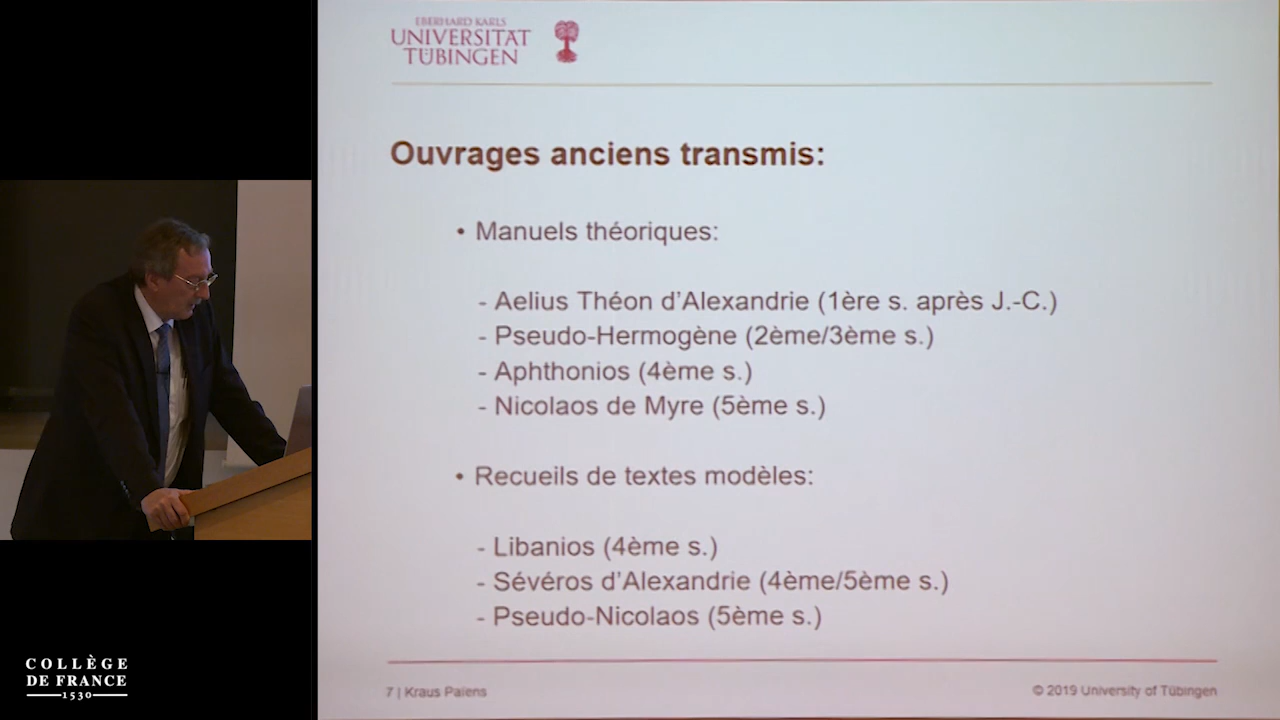 EBERHARD KARLS
UNIVERSITÄT
TÜBINGEN
Ouvrages anciens transmis:
• Manuels théoriques:
- Aelius Théon d'Alexandrie (1ère s. après J.-C.)
- Pseudo-Hermogène (2ème/3ème s.)
- Aphthonios (4ème s.)
- Nicolaos de Myre (5ème s.)
• Recueils de textes modèles:
- Libanios (4ème s.)
- Sévéros d'Alexandrie (4ème/5ème s.)
- Pseudo-Nicolaos (5ème s.)
7 | Kraus Païens
© 2019 University of Tübingen
COLLÈGE
DE FRANCE
1530